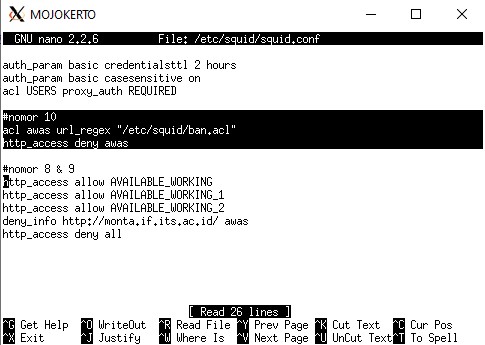 MOJOKERTO
GNU nano 2.2.6 File: /etc/squid/squid.conf
auth_param basic credentialsttl 2 hours
auth_param basic casesensitive on
acl USERS proxy_auth REQUIRED
#nomor 10
acl awas url_regex "/etc/squid/ban.acl"
http_access deny awas
#nomor 8 & 9
http_access allow AVAILABLE_WORKING
http_access allow AVAILABLE_WORKING_1
http_access allow AVAILABLE_WORKING_2
deny_info http://monta.if.its.ac.id/ awas
http_access deny all
[ Read 26 lines ]
^G Get Help ^O WriteOut ^R Read File ^Y Prev Page ^K Cut Text ^C Cur Pos
^X Exit ^J Justify ^W Where Is ^V Next Page ^U UnCut Text ^T To Spell